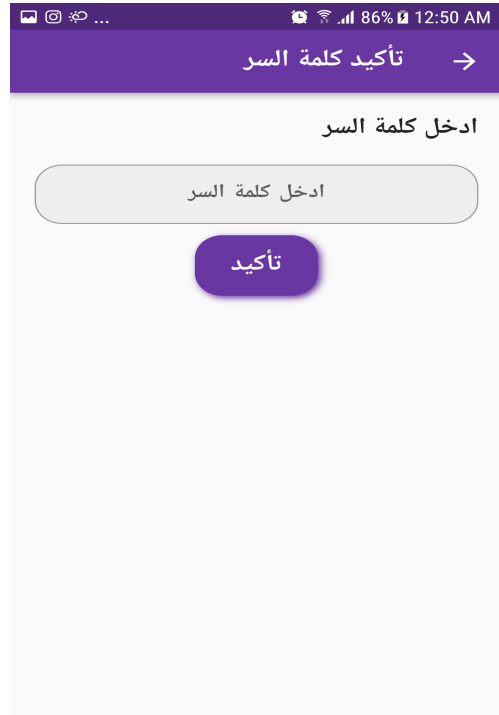 ... 86% 12:50 AM
تأكيد كلمة السر
ادخل كلمة السر
ادخل كلمة السر
تأكيد